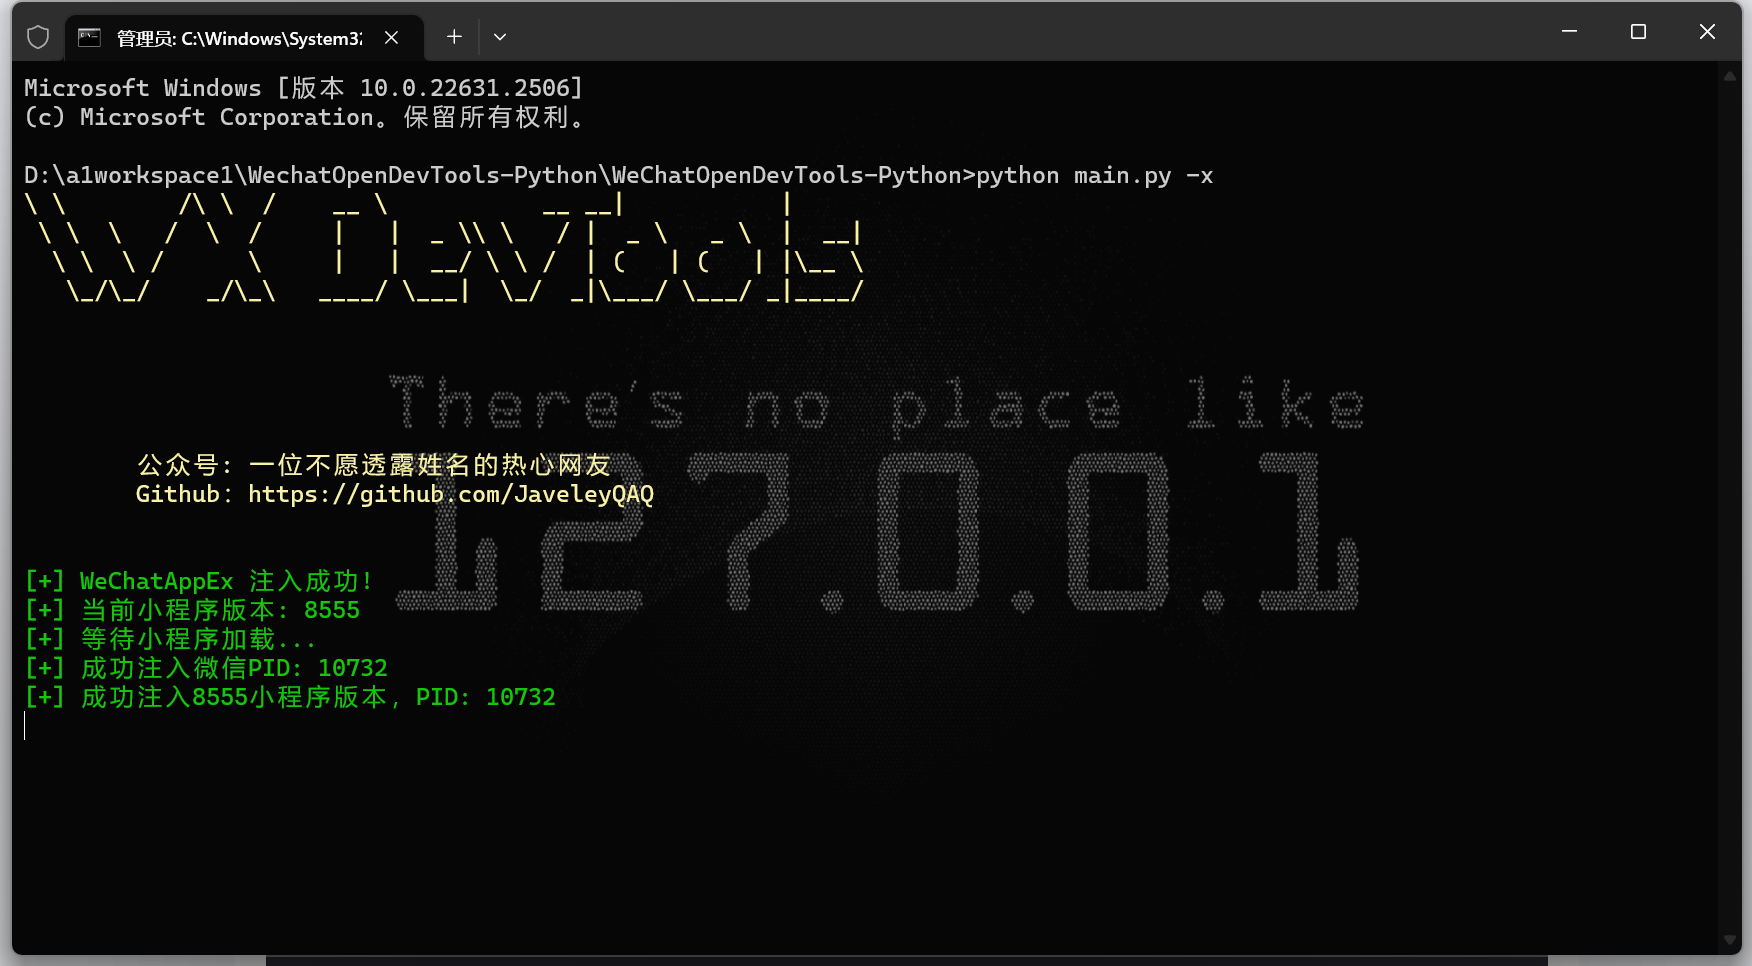 管理员: C:\Windows\System32
Microsoft Windows [版本 10.0.22631.2506]
(c) Microsoft Corporation。保留所有权利。
D:\a1workspace1\WechatOpenDevTools-Python\WeChatOpenDevTools-Python>python main.py -x
WX DevTools
There's no place like
127.0.0.1
公众号: 一位不愿透露姓名的热心网友
Github: https://github.com/JaveleyQAQ
[+] WeChatAppEx 注入成功!
[+] 当前小程序版本: 8555
[+] 等待小程序加载...
[+] 成功注入微信PID: 10732
[+] 成功注入8555小程序版本, PID: 10732